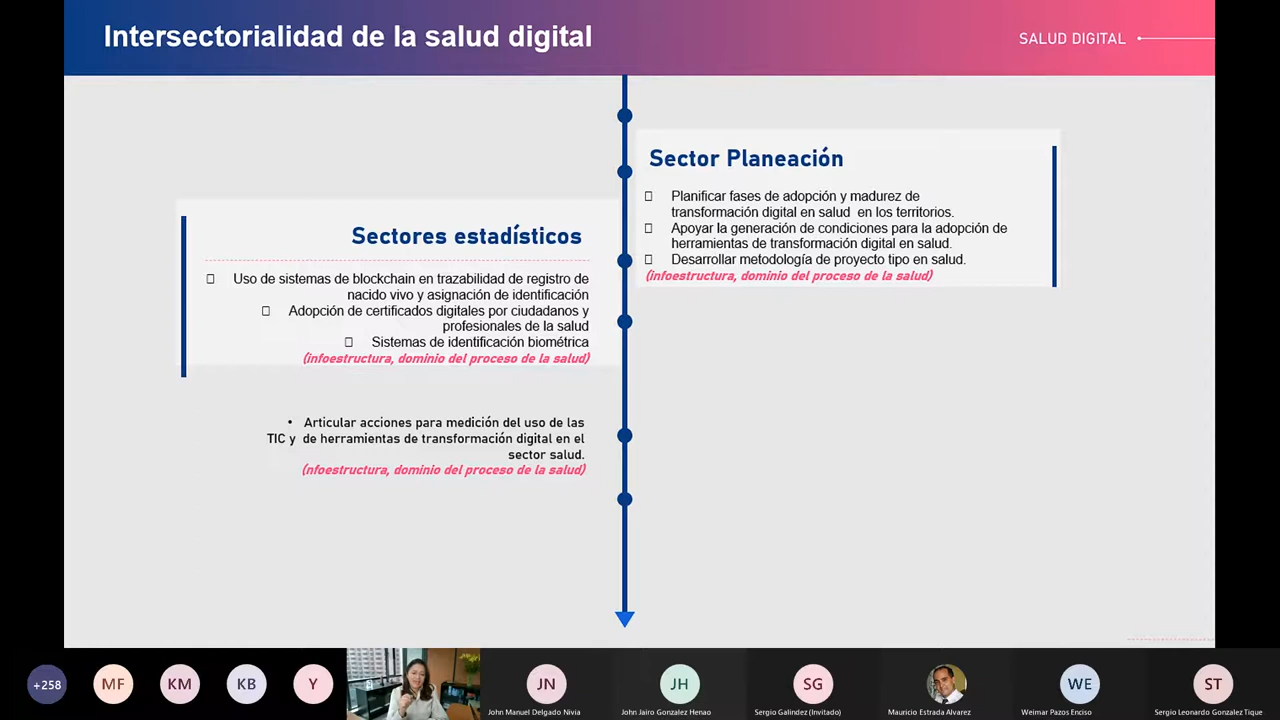 Intersectorialidad de la salud digital
SALUD DIGITAL
Sector Planeación
Planificar fases de adopción y madurez de
transformación digital en salud en los territorios.
Apoyar la generación de condiciones para la adopción de
herramientas de transformación digital en salud.
Desarrollar metodología de proyecto tipo en salud.
(infoestructura, dominio del proceso de la salud)
Sectores estadísticos
Uso de sistemas de blockchain en trazabilidad de registro de
nacido vivo y asignación de identificación
Adopción de certificados digitales por ciudadanos y
profesionales de la salud
Sistemas de identificación biométrica
(infoestructura, dominio del proceso de la salud)
• Articular acciones para medición del uso de las
TIC y de herramientas de transformación digital en el
sector salud.
(nfoestructura, dominio del proceso de la salud)
+258
MF
KM
KB
Y
JN
JH
SG
WE
ST
John Manuel Delgado Nivia
John Jairo Gonzalez Henao
Sergio Galindez (Invitado)
Mauricio Estrada Alvarez
Weimar Pazos Enciso
Sergio Leonardo Gonzalez Tique